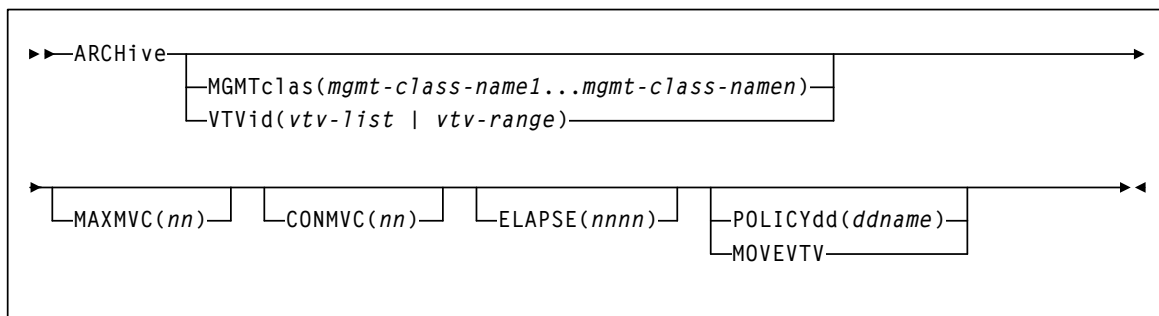 ARCHive
MGMTclas(mgmt-class-name1...mgmt-class-namen)
VTVid(vtv-list | vtv-range)
MAXMVC(nn) CONMVC(nn) ELAPSE(nnnn) POLICYdd(ddname)
MOVEVTV